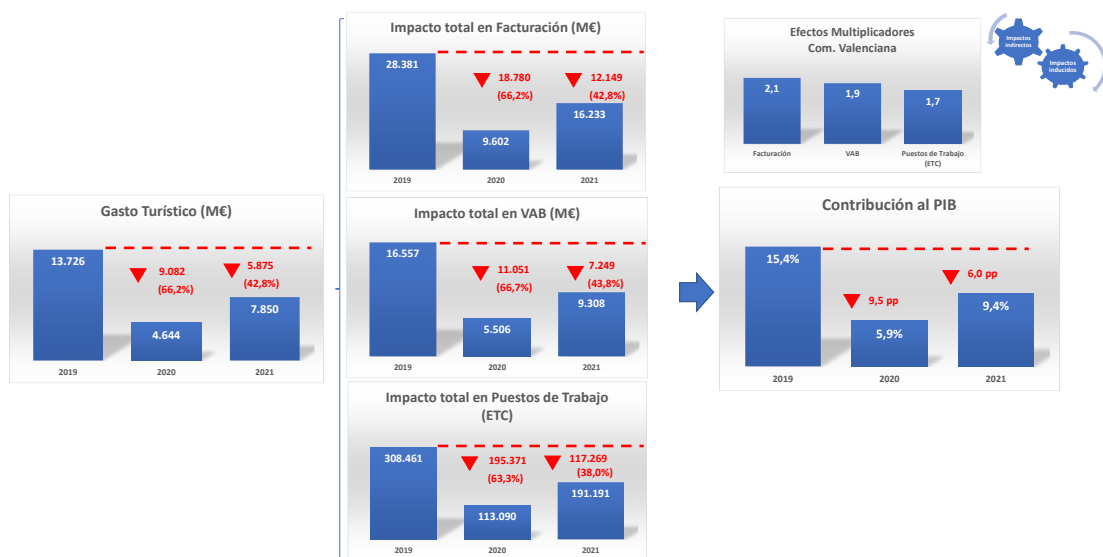 Gasto Turístico (M€)
13.726
9.082
(66,2%)
5.875
(42,8%)
4.644
7.850
2019
2020
2021
Impacto total en Facturación (M€)
28.381
18.780
(66,2%)
12.149
(42,8%)
9.602
16.233
2019
2020
2021
Impacto total en VAB (M€)
16.557
11.051
(66,7%)
7.249
(43,8%)
5.506
9.308
2019
2020
2021
Impacto total en Puestos de Trabajo
(ETC)
308.461
195.371
(63,3%)
117.269
(38,0%)
113.090
191.191
2019
2020
2021
Efectos Multiplicadores
Com. Valenciana
2,1
1,9
1,7
Facturación
VAB
Puestos de Trabajo
(ETC)
Impactos
indirectos
Impactos
inducidos
Contribución al PIB
15,4%
9,5 pp
6,0 pp
5,9%
9,4%
2019
2020
2021